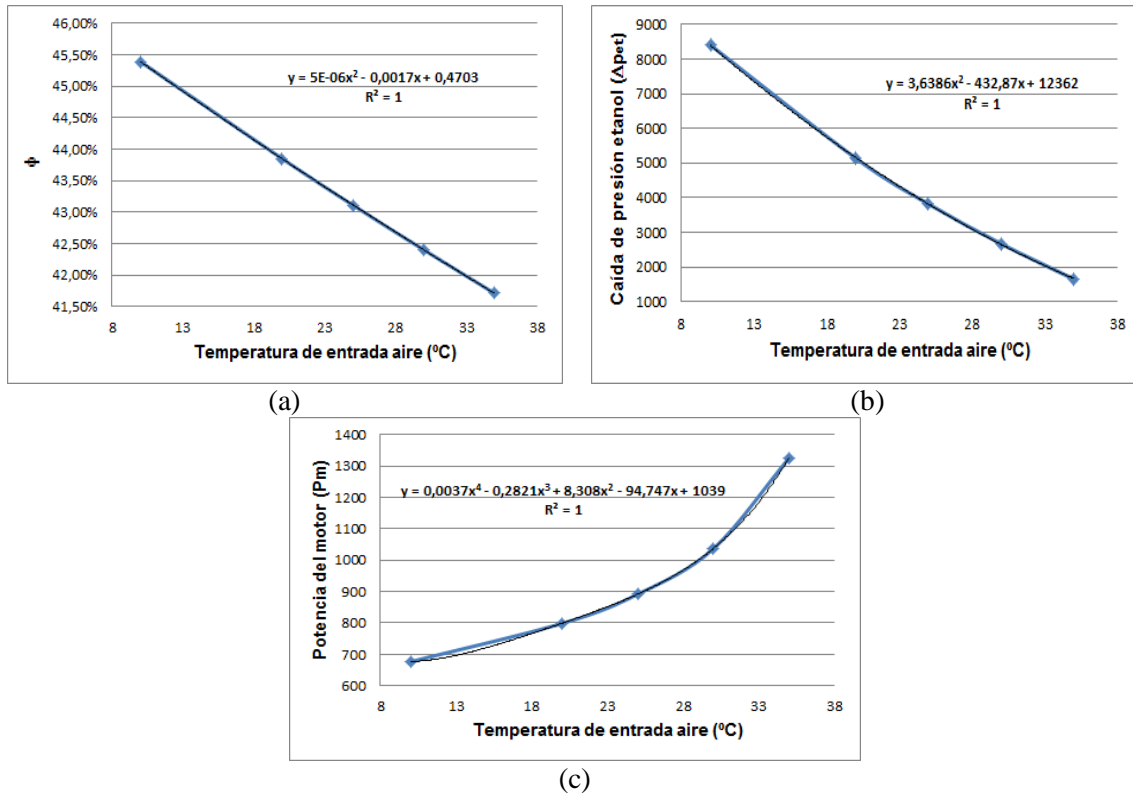 46,00%
45,50%
45,00%
44,50%
44,00%
43,50%
43,00%
42,50%
42,00%
41,50%
Φ
y = 5E-06x² - 0,0017x + 0,4703
R² = 1
8 13 18 23 28 33 38
Temperatura de entrada aire (ºC)
(a)
9000
8000
7000
6000
5000
4000
3000
2000
1000
Caída de presión etanol (Δpet)
y = 3,6386x² - 432,87x + 12362
R² = 1
8 13 18 23 28 33 38
Temperatura de entrada aire (ºC)
(b)
1400
1300
1200
1100
1000
900
800
700
600
Potencia del motor (Pm)
y = 0,0037x⁴ - 0,2821x³ + 8,308x² - 94,747x + 1039
R² = 1
8 13 18 23 28 33 38
Temperatura de entrada aire (ºC)
(c)